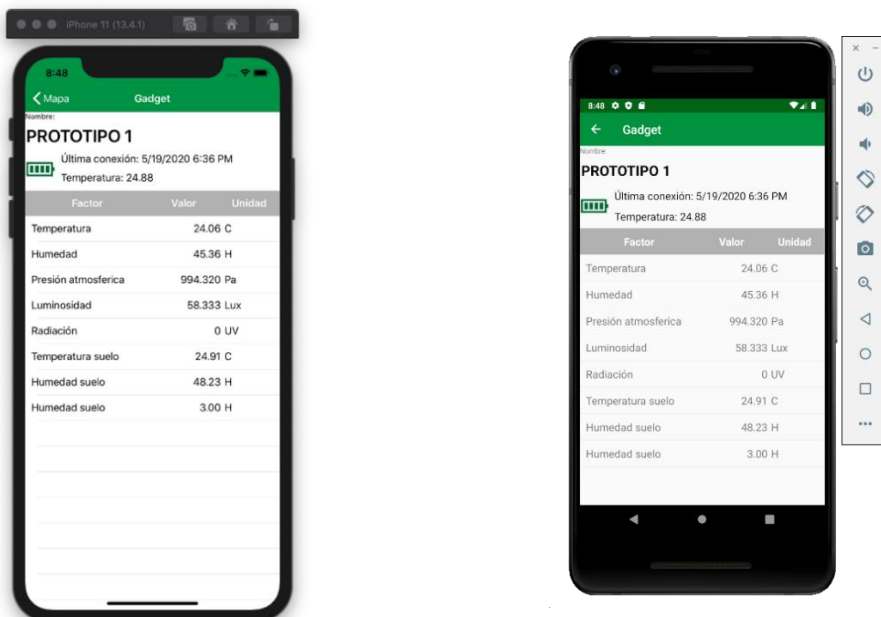 iPhone 11 (13.4.1)
8:48
Mapa Gadget
Nombre:
PROTOTIPO 1
Última conexión: 5/19/2020 6:36 PM
Temperatura: 24.88
Factor Valor Unidad
Temperatura 24.06 C
Humedad 45.36 H
Presión atmosferica 994.320 Pa
Luminosidad 58.333 Lux
Radiación 0 UV
Temperatura suelo 24.91 C
Humedad suelo 48.23 H
Humedad suelo 3.00 H
8:48
Gadget
Nombre:
PROTOTIPO 1
Última conexión: 5/19/2020 6:36 PM
Temperatura: 24.88
Factor Valor Unidad
Temperatura 24.06 C
Humedad 45.36 H
Presión atmosferica 994.320 Pa
Luminosidad 58.333 Lux
Radiación 0 UV
Temperatura suelo 24.91 C
Humedad suelo 48.23 H
Humedad suelo 3.00 H